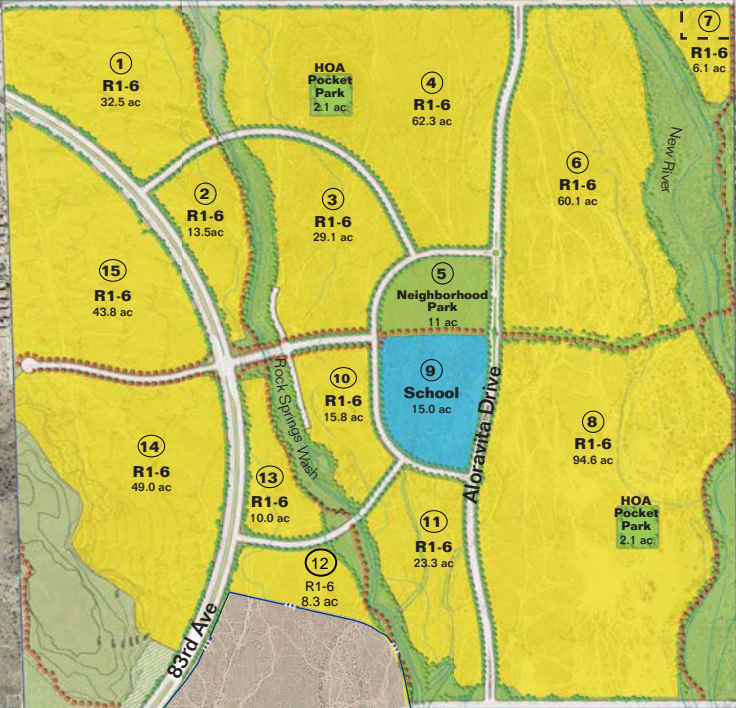 1
R1-6
32.5 ac
HOA
Pocket
Park
2.1 ac
4
R1-6
62.3 ac
7
R1-6
6.1 ac
6
R1-6
60.1 ac
New River
2
R1-6
13.5ac
3
R1-6
29.1 ac
15
R1-6
43.8 ac
5
Neighborhood
Park
11 ac
9
School
15.0 ac
10
R1-6
15.8 ac
Rock Springs Wash
Aloravita Drive
8
R1-6
94.6 ac
14
R1-6
49.0 ac
13
R1-6
10.0 ac
11
R1-6
23.3 ac
HOA
Pocket
Park
2.1 ac
12
R1-6
8.3 ac
83rd Ave